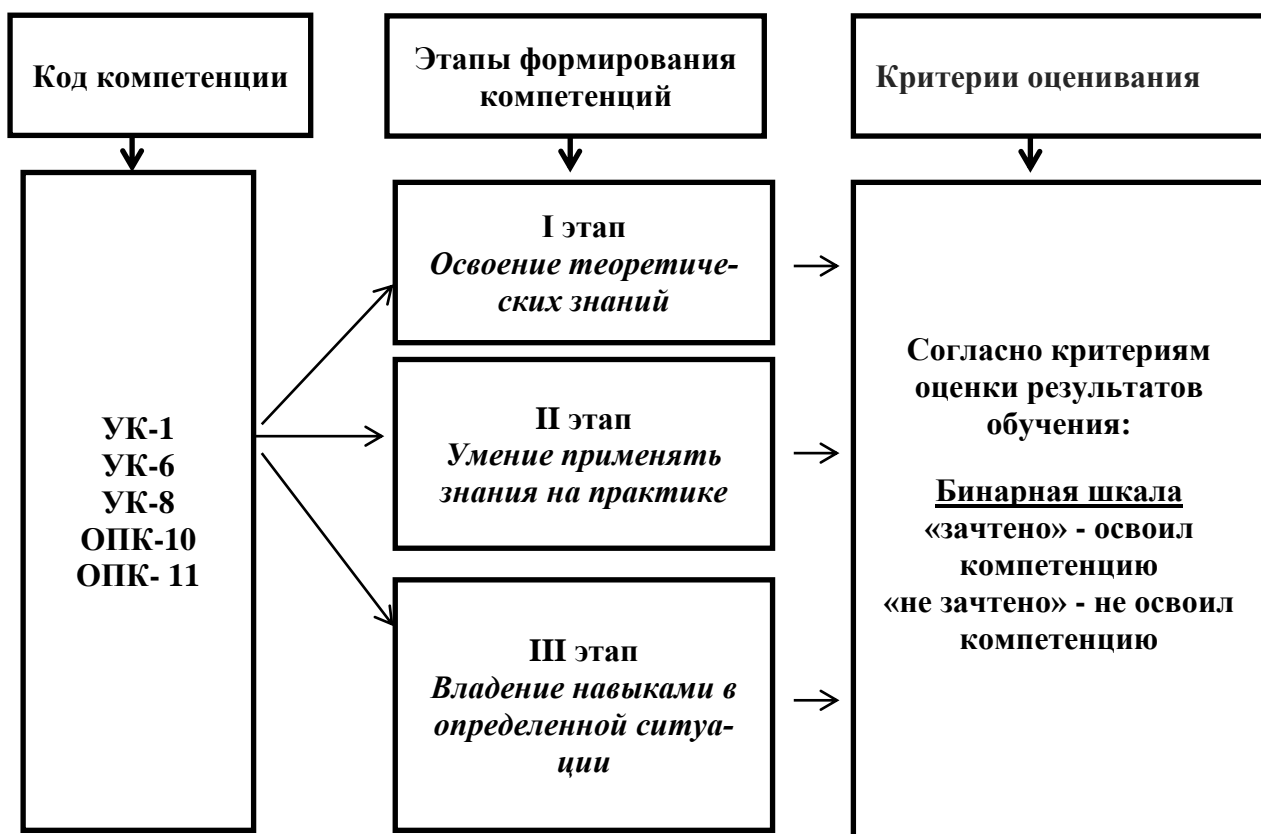 Код компетенции
Этапы формирования
компетенций
Критерии оценивания
УК-1
УК-6
УК-8
ОПК-10
ОПК- 11
I этап
Освоение теоретиче-
ских знаний
II этап
Умение применять
знания на практике
III этап
Владение навыками в
определенной ситуа-
ции
Согласно критериям
оценки результатов
обучения:
Бинарная шкала
«зачтено» - освоил
компетенцию
«не зачтено» - не освоил
компетенцию